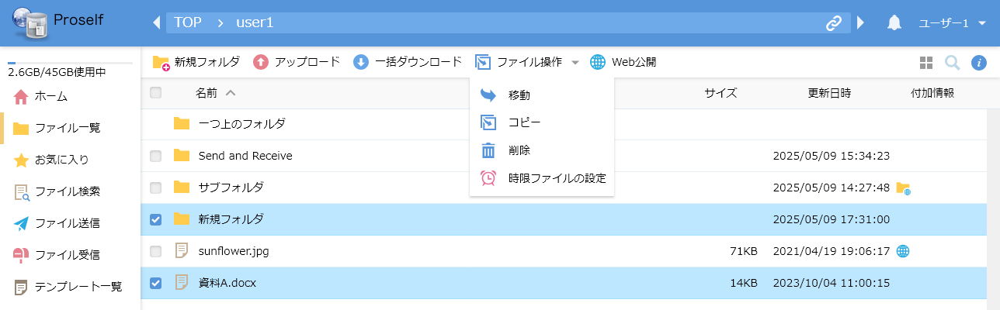 Proself
TOP > user1
ユーザー1
2.6GB/45GB使用中
ホーム
ファイル一覧
お気に入り
ファイル検索
ファイル送信
ファイル受信
テンプレート一覧
新規フォルダ アップロード 一括ダウンロード ファイル操作 Web公開
移動
コピー
削除
時限ファイルの設定
名前 サイズ 更新日時 付加情報
一つ上のフォルダ
Send and Receive 2025/05/09 15:34:23
サブフォルダ 2025/05/09 14:27:48
新規フォルダ 2025/05/09 17:31:00
sunflower.jpg 71KB 2021/04/19 19:06:17
資料A.docx 14KB 2023/10/04 11:00:15